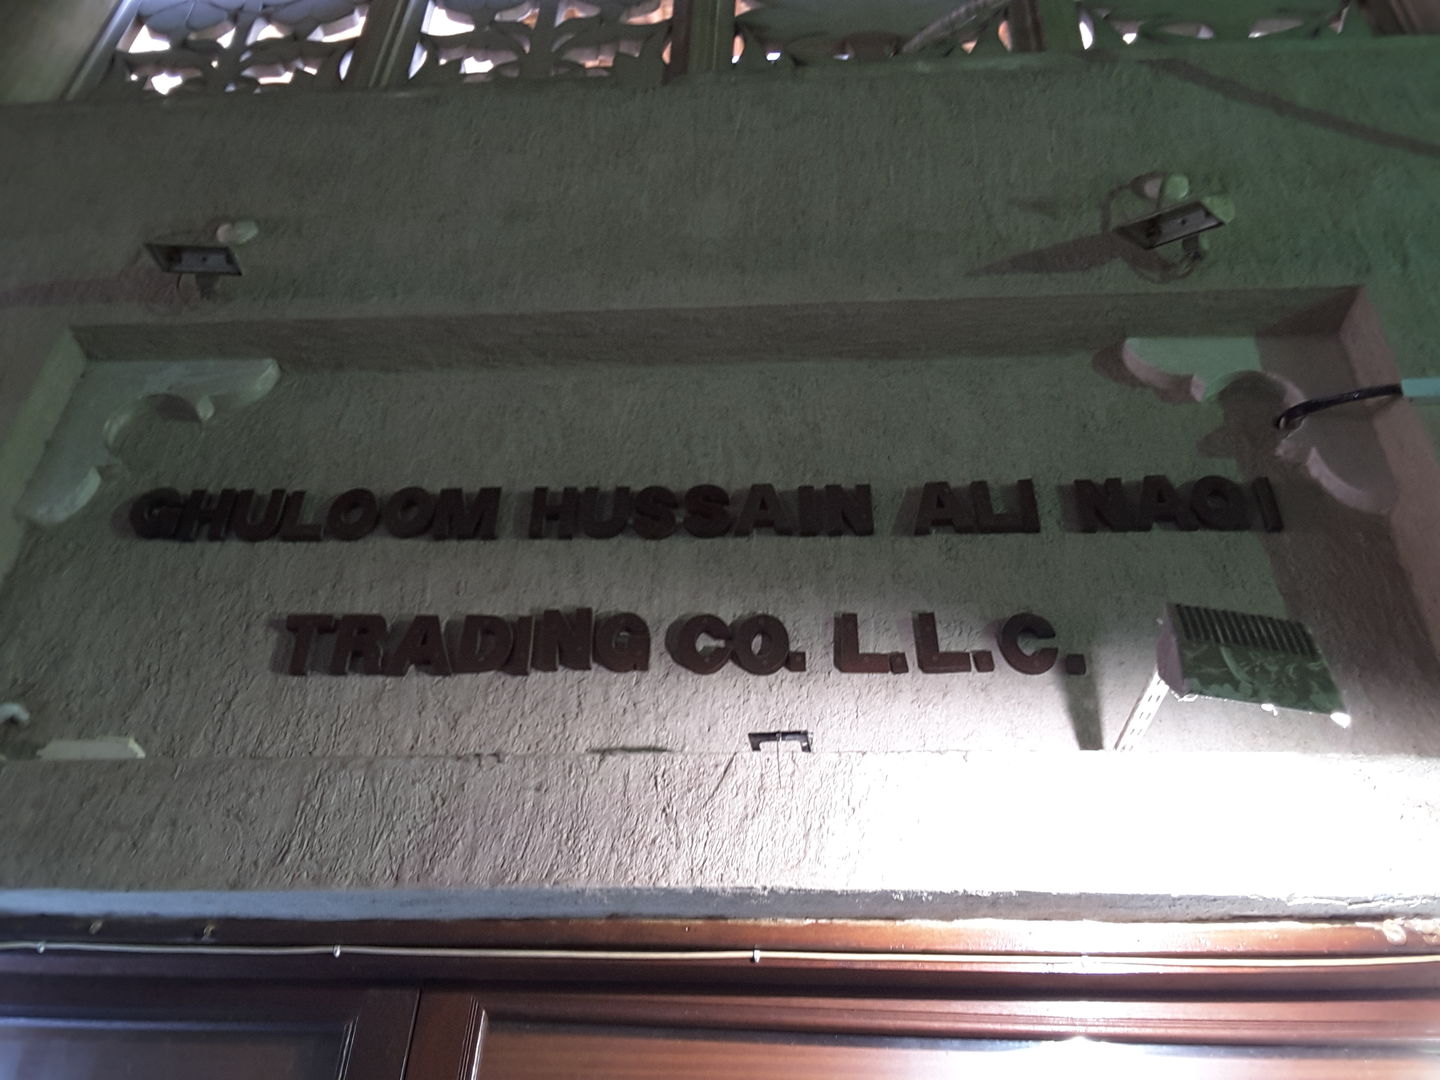 GHULOOM HUSSAIN ALI NAQI
TRADING CO. L.L.C.